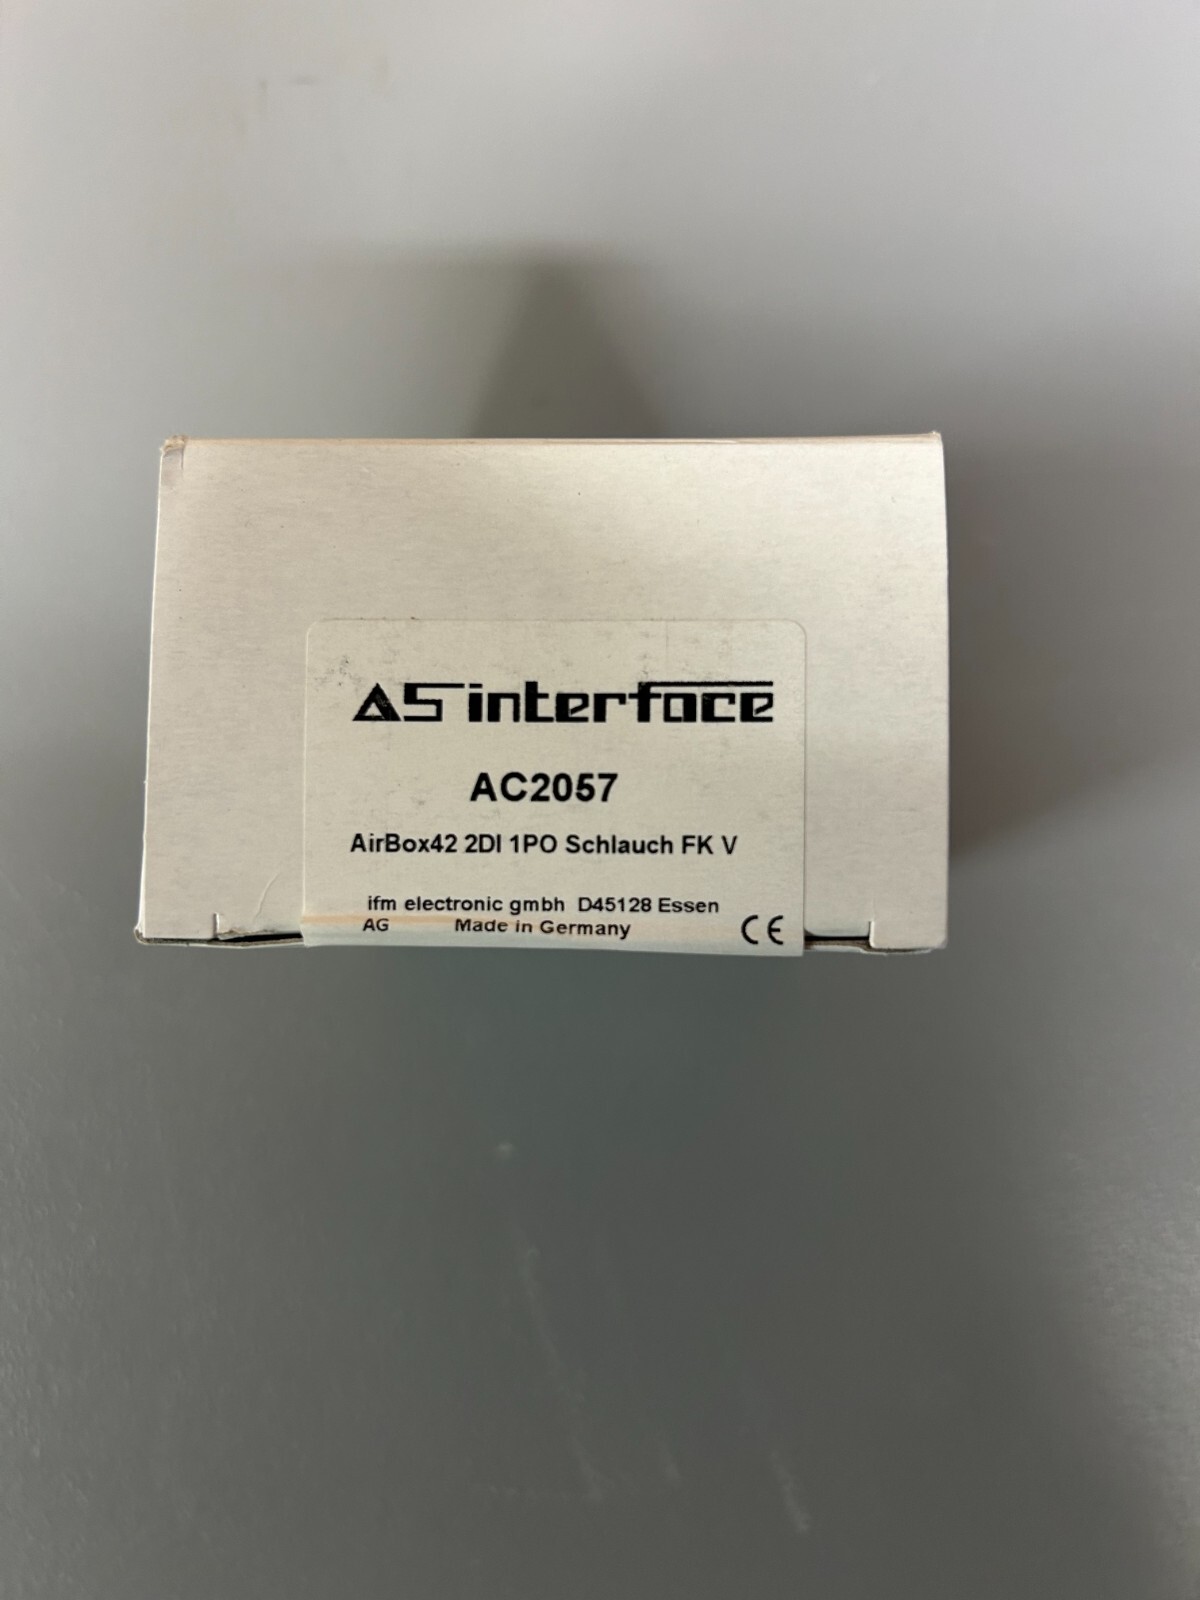 AS interface
AC2057
AirBox42 2DI 1PO Schlauch FK V
ifm electronic gmbh D45128 Essen
AG Made in Germany CE